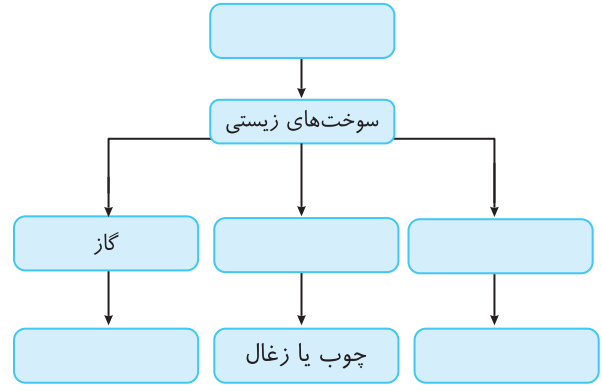 سوخت‌های زیستی
گاز
چوب یا زغال